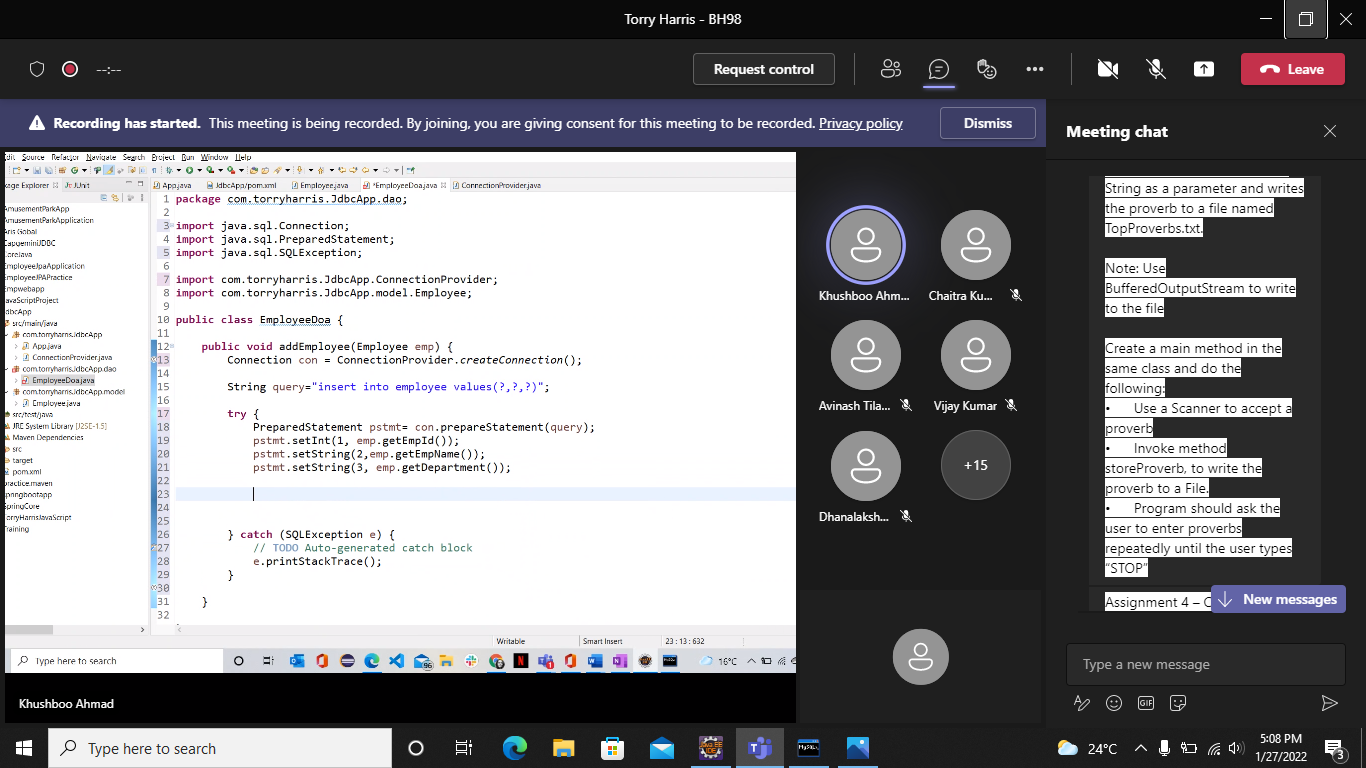 Torry Harris - BH98
--:--
Request control
Leave
Recording has started. This meeting is being recorded. By joining, you are giving consent for this meeting to be recorded. Privacy policy
Dismiss
Meeting chat
dit Source Refactor Navigate Search Project Run Window Help
kage Explorer JUnit
App.java JdbcApp/pom.xml Employee.java *EmployeeDoa.java ConnectionProvider.java
AmusementParkApp
AmusementParkApplication
Aris Gobal
CapgeminiJDBC
CoreJava
EmployeeJpaApplication
EmployeeJPAPractice
Empwebapp
JavaScriptProject
JdbcApp
src/main/java
com.torryharris.JdbcApp
App.java
ConnectionProvider.java
com.torryharris.JdbcApp.dao
EmployeeDoa.java
com.torryharris.JdbcApp.model
Employee.java
src/test/java
JRE System Library [J2SE-1.5]
Maven Dependencies
src
target
pom.xml
practice.maven
springbootapp
SpringCore
TorryHarrisJavaScript
Training
1 package com.torryharris.JdbcApp.dao;
2
3 import java.sql.Connection;
4 import java.sql.PreparedStatement;
5 import java.sql.SQLException;
6
7 import com.torryharris.JdbcApp.ConnectionProvider;
8 import com.torryharris.JdbcApp.model.Employee;
9
10 public class EmployeeDoa {
11
12 public void addEmployee(Employee emp) {
13 Connection con = ConnectionProvider.createConnection();
14
15 String query="insert into employee values(?,?,?)";
16
17 try {
18 PreparedStatement pstmt= con.prepareStatement(query);
19 pstmt.setInt(1, emp.getEmpId());
20 pstmt.setString(2,emp.getEmpName());
21 pstmt.setString(3, emp.getDepartment());
22
23
24
25
26 } catch (SQLException e) {
27 // TODO Auto-generated catch block
28 e.printStackTrace();
29 }
30
31 }
32
Writable Smart Insert 23 : 13 : 632
Type here to search
96
1
16°C
Khushboo Ahmad
Khushboo Ahm...
Chaitra Ku...
Avinash Tila...
Vijay Kumar
Dhanalaksh...
+15
String as a parameter and writes
the proverb to a file named
TopProverbs.txt.
Note: Use
BufferedOutputStream to write
to the file
Create a main method in the
same class and do the
following:
• Use a Scanner to accept a
proverb
• Invoke method
storeProverb, to write the
proverb to a File.
• Program should ask the
user to enter proverbs
repeatedly until the user types
“STOP”
Assignment 4 – C
New messages
Type a new message
GIF
Type here to search
24°C
5:08 PM
1/27/2022
3